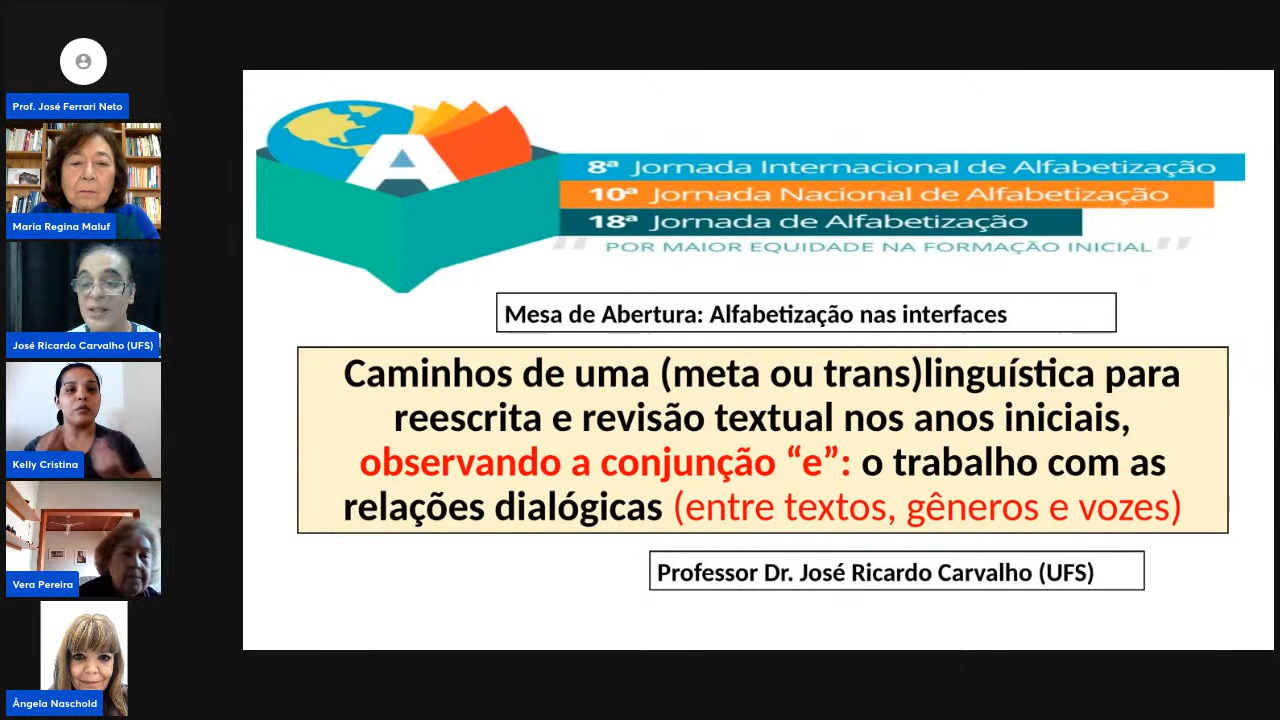 Prof. José Ferrari Neto
Maria Regina Maluf
José Ricardo Carvalho (UFS)
Kelly Cristina
Vera Pereira
Ângela Naschold
A
8ª Jornada Internacional de Alfabetização
10ª Jornada Nacional de Alfabetização
18ª Jornada de Alfabetização
" POR MAIOR EQUIDADE NA FORMAÇÃO INICIAL "
Mesa de Abertura: Alfabetização nas interfaces
Caminhos de uma (meta ou trans)linguística para
reescrita e revisão textual nos anos iniciais,
observando a conjunção “e”: o trabalho com as
relações dialógicas (entre textos, gêneros e vozes)
Professor Dr. José Ricardo Carvalho (UFS)